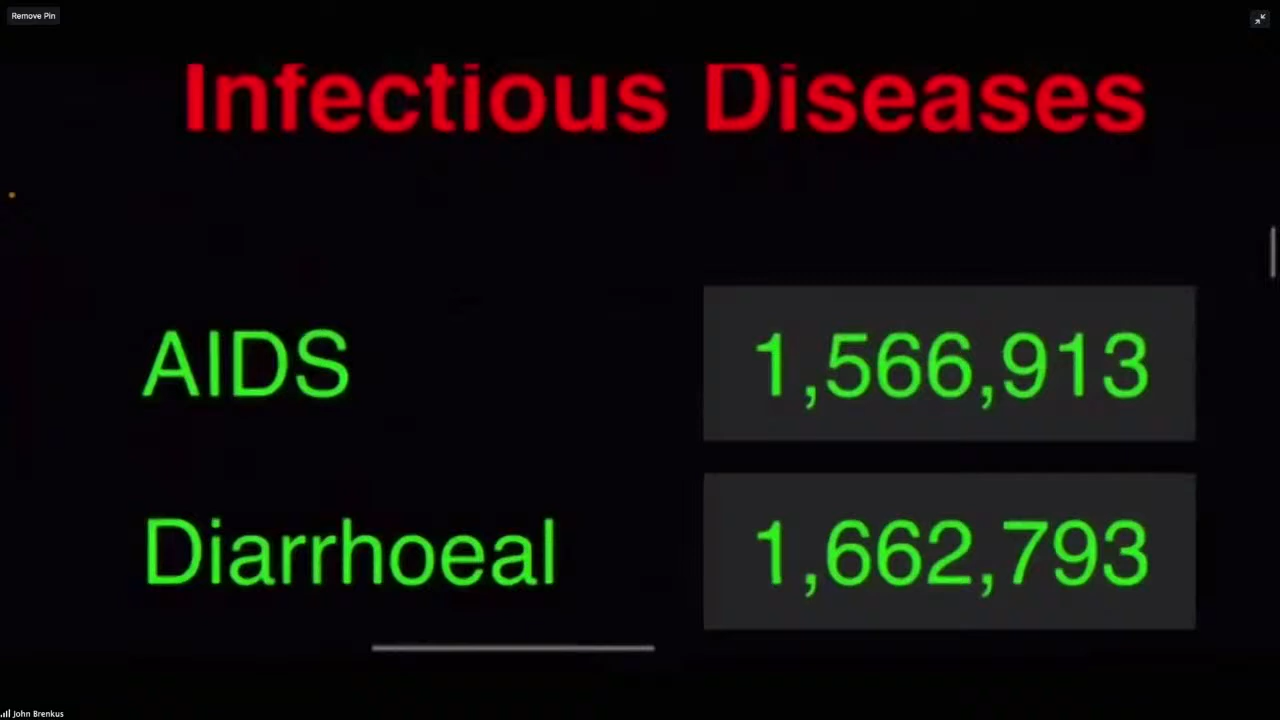 Remove Pin
Infectious Diseases
AIDS 1,566,913
Diarrhoeal 1,662,793
John Brenkus